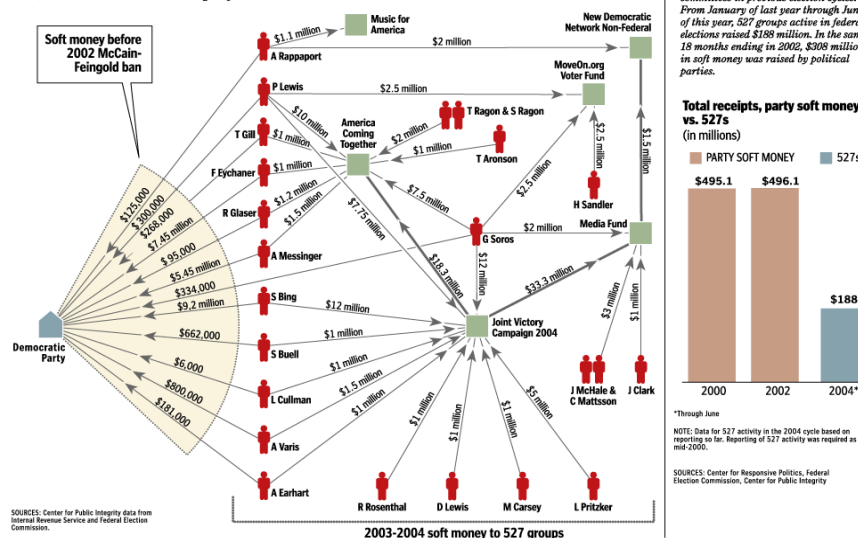 committees in previous election cycles.
From January of last year through June
of this year, 527 groups active in federal
elections raised $188 million. In the same
18 months ending in 2002, $308 million
in soft money was raised by political
parties.
Soft money before
2002 McCain-
Feingold ban
Music for
America
New Democratic
Network Non-Federal
$1.1 million
$2 million
A Rappaport
MoveOn.org
Voter Fund
P Lewis
$2.5 million
$10 million
America
Coming
Together
T Ragon & S Ragon
$2 million
T Gill
$1 million
$1 million
T Aronson
$2.5 million
$1.5 million
F Eychaner
$1 million
$2.5 million
H Sandler
R Glaser
$1.2 million
$1.5 million
$7.75 million
$7.5 million
G Soros
$2 million
Media Fund
A Messinger
$18.3 million
$12 million
$33.3 million
S Bing
$12 million
Joint Victory
Campaign 2004
$3 million
$1 million
S Buell
$1 million
L Cullman
$1 million
J McHale &
C Mattsson
J Clark
A Varis
$1.5 million
A Earhart
$1 million
$1 million
$1 million
$1 million
$5 million
R Rosenthal
D Lewis
M Carsey
L Pritzker
$125,000
$300,000
$268,000
$7.45 million
$95,000
$5.45 million
$334,000
$9.2 million
$662,000
$6,000
$800,000
$181,000
Democratic
Party
SOURCES: Center for Public Integrity data from
Internal Revenue Service and Federal Election
Commission.
2003-2004 soft money to 527 groups
Total receipts, party soft money
vs. 527s
(in millions)
PARTY SOFT MONEY
527s
$495.1
$496.1
$188
2000
2002
2004*
*Through June
NOTE: Data for 527 activity in the 2004 cycle based on
reporting so far. Reporting of 527 activity was required as
mid-2000.
SOURCES: Center for Responsive Politics, Federal
Election Commission, Center for Public Integrity